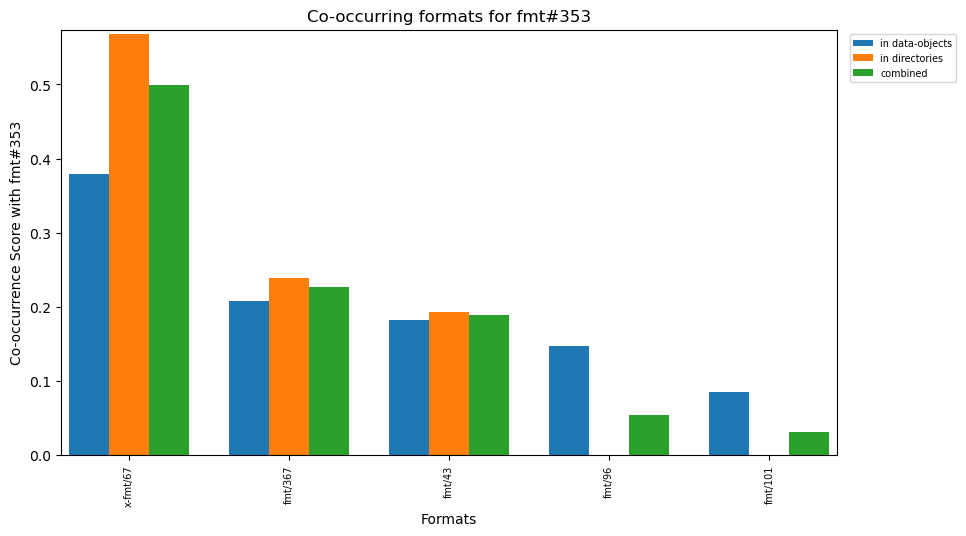 Co-occurring formats for fmt#353
in data-objects
in directories
combined
Co-occurrence Score with fmt#353
0.5
0.4
0.3
0.2
0.1
0.0
x-fmt/67
fmt/367
fmt/43
fmt/96
fmt/101
Formats